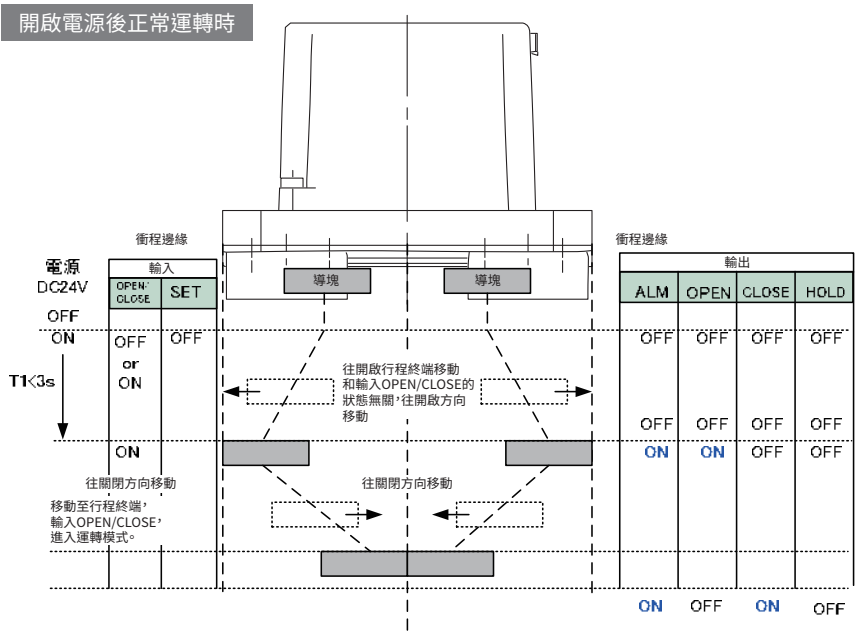 開啟電源後正常運轉時
衝程邊緣
衝程邊緣
電源
DC24V
輸入
OPEN/
CLOSE
SET
導塊
導塊
輸出
ALM
OPEN
CLOSE
HOLD
OFF
ON
OFF
or
ON
OFF
OFF
OFF
OFF
OFF
T1<3s
往開啟行程終端移動
和輸入OPEN/CLOSE的
狀態無關，往開啟方向
移動
OFF
OFF
OFF
OFF
ON
ON
ON
OFF
OFF
往關閉方向移動
往關閉方向移動
移動至行程終端，
輸入OPEN/CLOSE，
進入運轉模式。
ON
OFF
ON
OFF